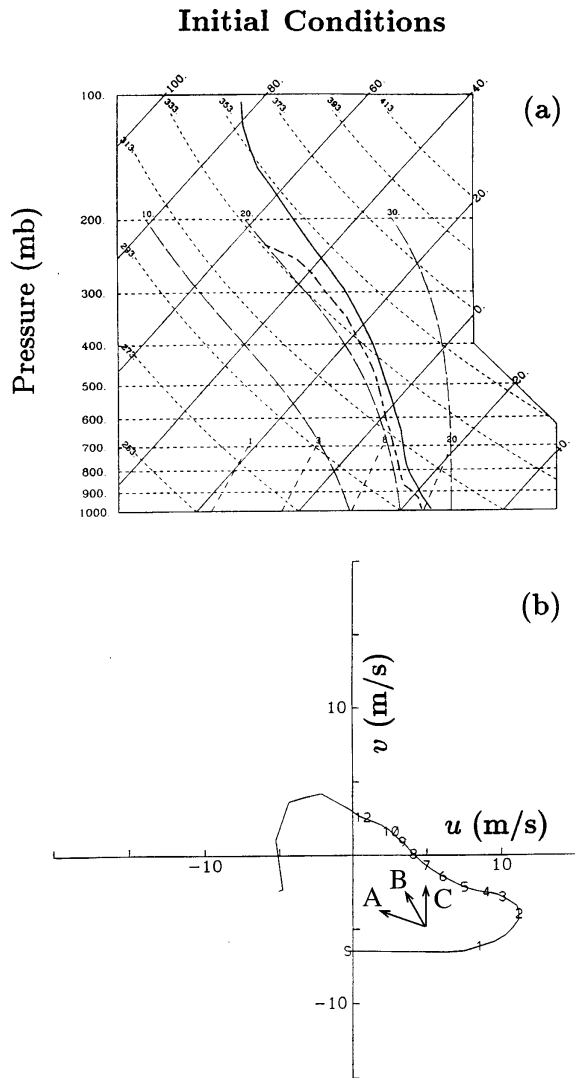 Initial Conditions
(a)
Pressure (mb)
100. 80. 60. 40.
100.
313. 333 353. 373. 393. 413.
200.
10. 20. 30. 20.
293.
300.
0.
273.
400.
20.
500.
600.
253.
1 3 8 20
40.
700.
800.
900.
1000.
(b)
10
v (m/s)
12
10
9
u (m/s)
-10
8
10
7
6
5
4
3
2
A B C
S
1
-10